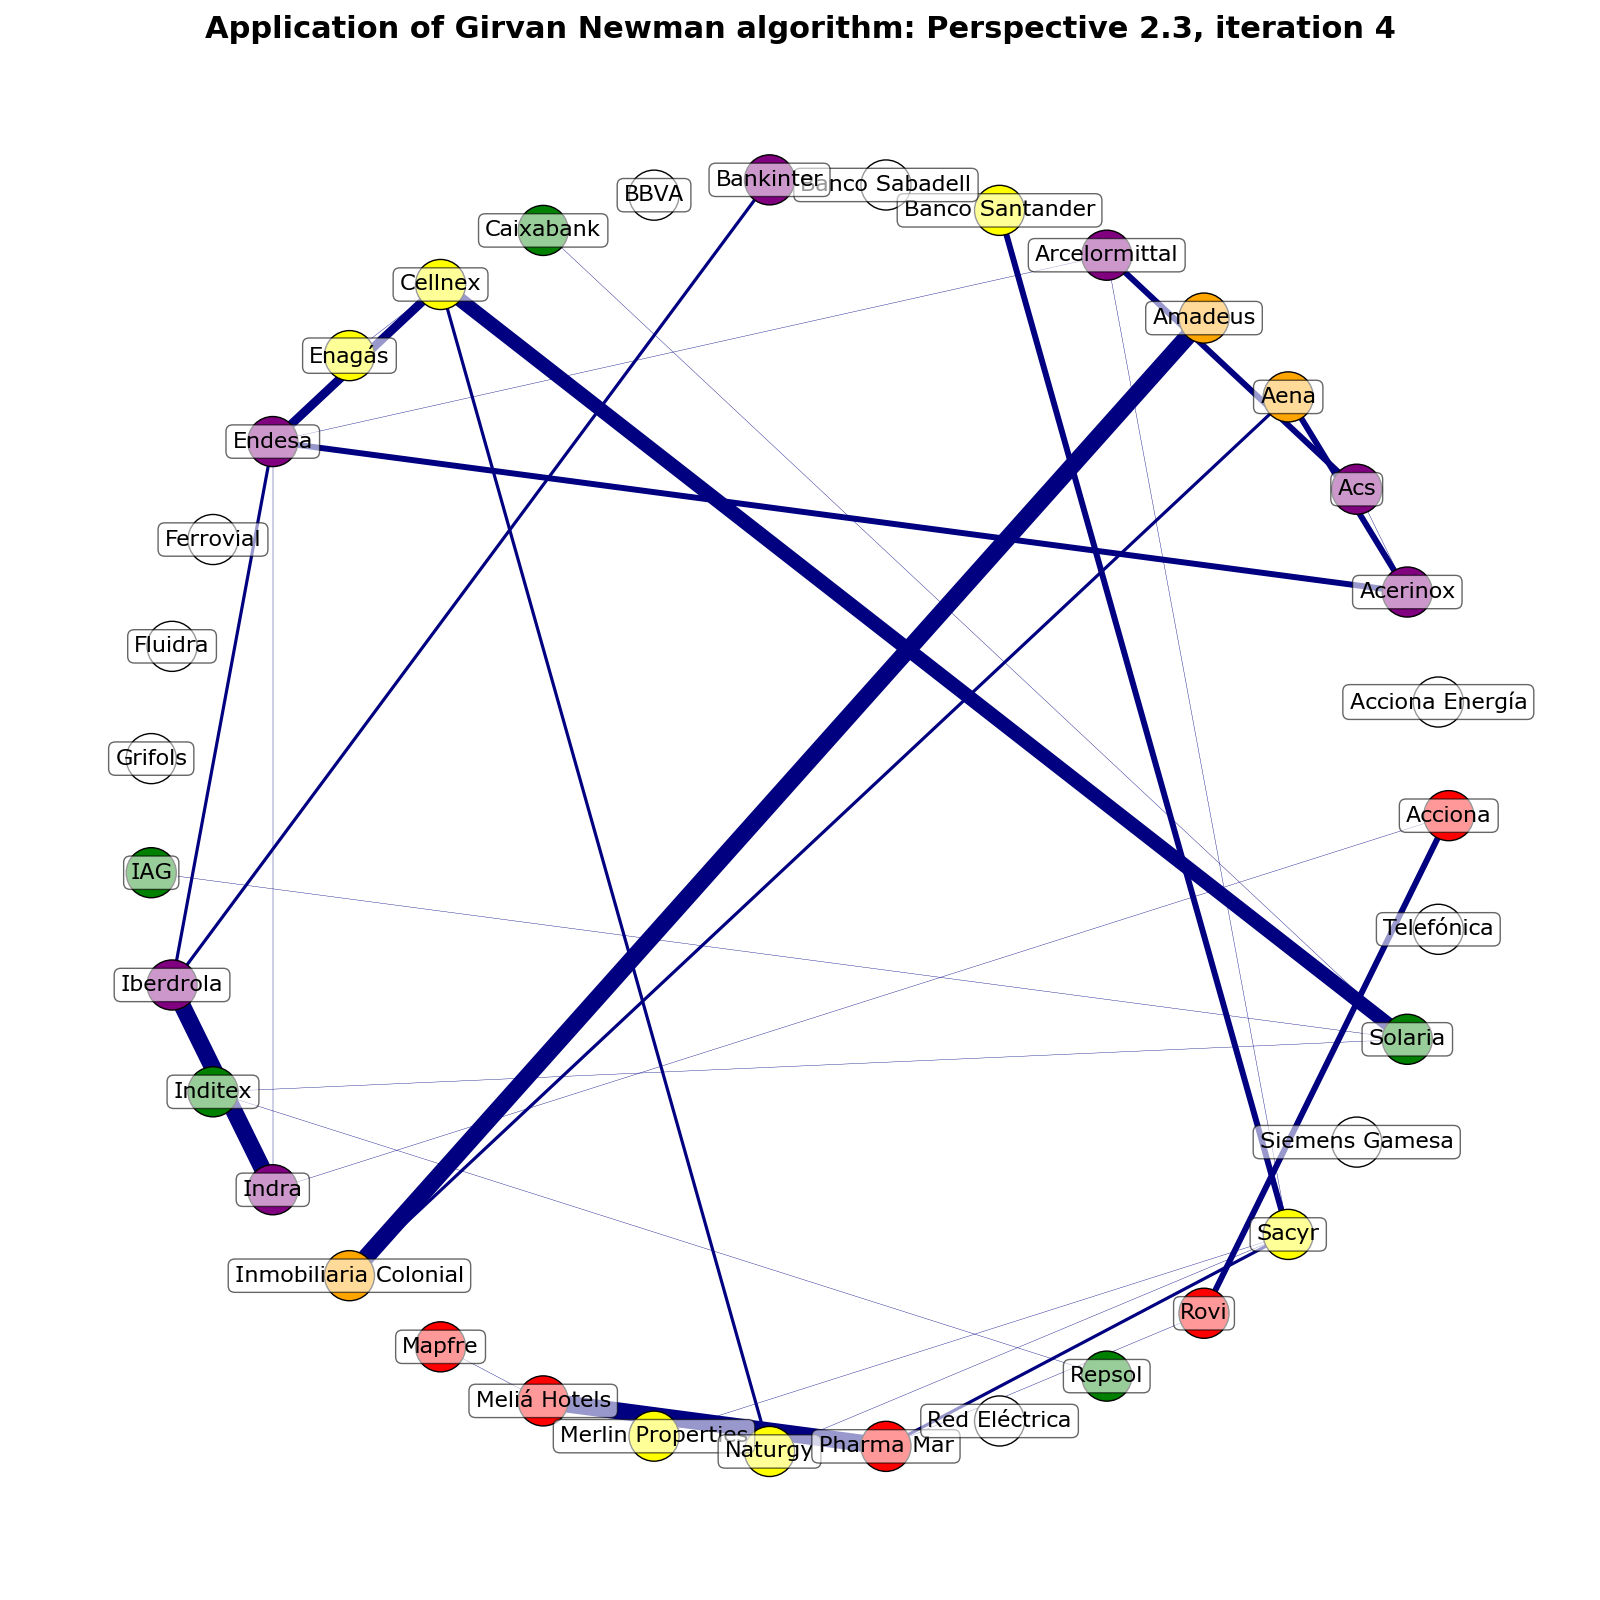 Application of Girvan Newman algorithm: Perspective 2.3, iteration 4
Bankinter
Banco Sabadell
BBVA
Banco Santander
Caixabank
Arcelormittal
Cellnex
Amadeus
Enagás
Aena
Endesa
Acs
Ferrovial
Acerinox
Fluidra
Acciona Energía
Grifols
Acciona
IAG
Telefónica
Iberdrola
Solaria
Inditex
Siemens Gamesa
Indra
Sacyr
Inmobiliaria Colonial
Rovi
Mapfre
Repsol
Meliá Hotels
Red Eléctrica
Merlin Properties
Naturgy
Pharma Mar